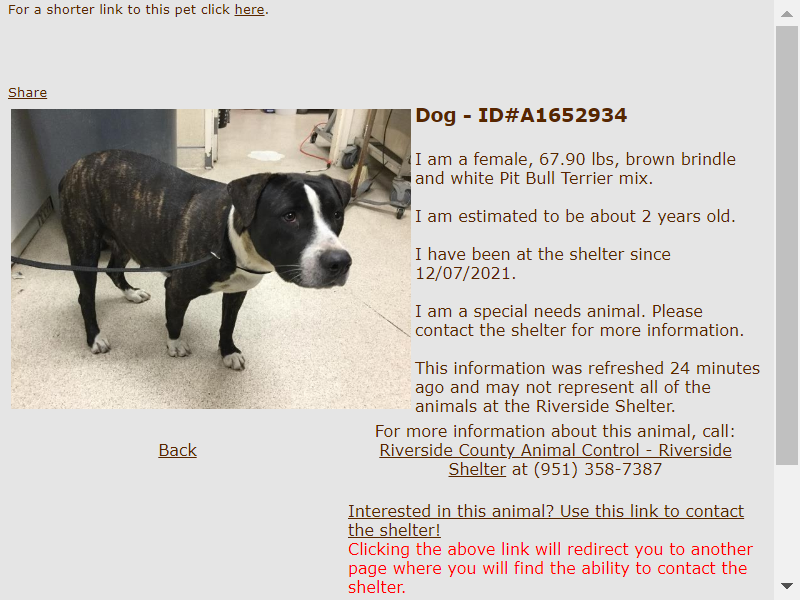 For a shorter link to this pet click here.
Share
Dog - ID#A1652934
I am a female, 67.90 lbs, brown brindle
and white Pit Bull Terrier mix.
I am estimated to be about 2 years old.
I have been at the shelter since
12/07/2021.
I am a special needs animal. Please
contact the shelter for more information.
This information was refreshed 24 minutes
ago and may not represent all of the
animals at the Riverside Shelter.
Back
For more information about this animal, call:
Riverside County Animal Control - Riverside
Shelter at (951) 358-7387
Interested in this animal? Use this link to contact
the shelter!
Clicking the above link will redirect you to another
page where you will find the ability to contact the
shelter.